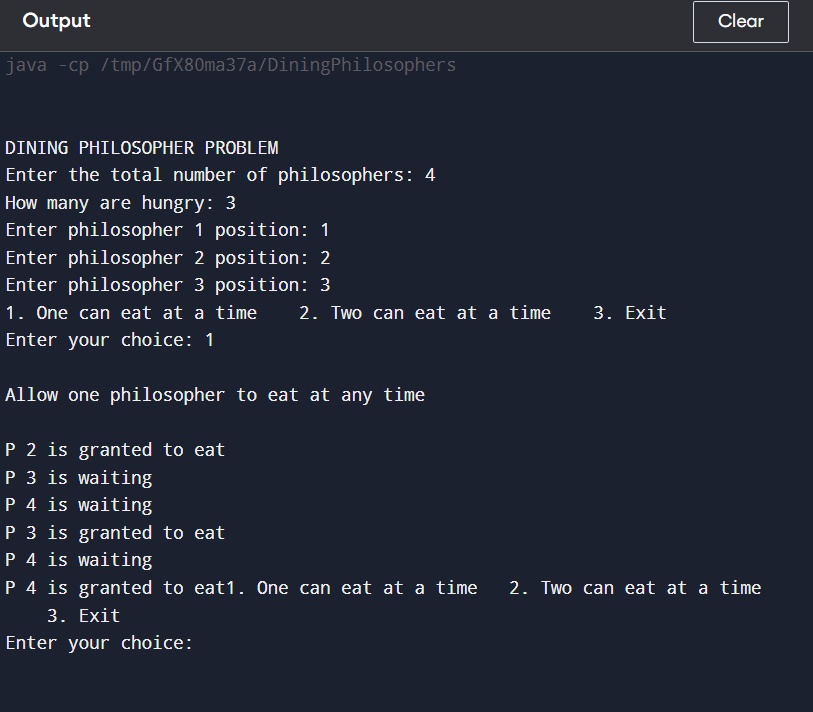 Output
Clear
java -cp /tmp/GfX80ma37a/DiningPhilosophers
DINING PHILOSOPHER PROBLEM
Enter the total number of philosophers: 4
How many are hungry: 3
Enter philosopher 1 position: 1
Enter philosopher 2 position: 2
Enter philosopher 3 position: 3
1. One can eat at a time    2. Two can eat at a time    3. Exit
Enter your choice: 1
Allow one philosopher to eat at any time
P 2 is granted to eat
P 3 is waiting
P 4 is waiting
P 3 is granted to eat
P 4 is waiting
P 4 is granted to eat1. One can eat at a time   2. Two can eat at a time
    3. Exit
Enter your choice: